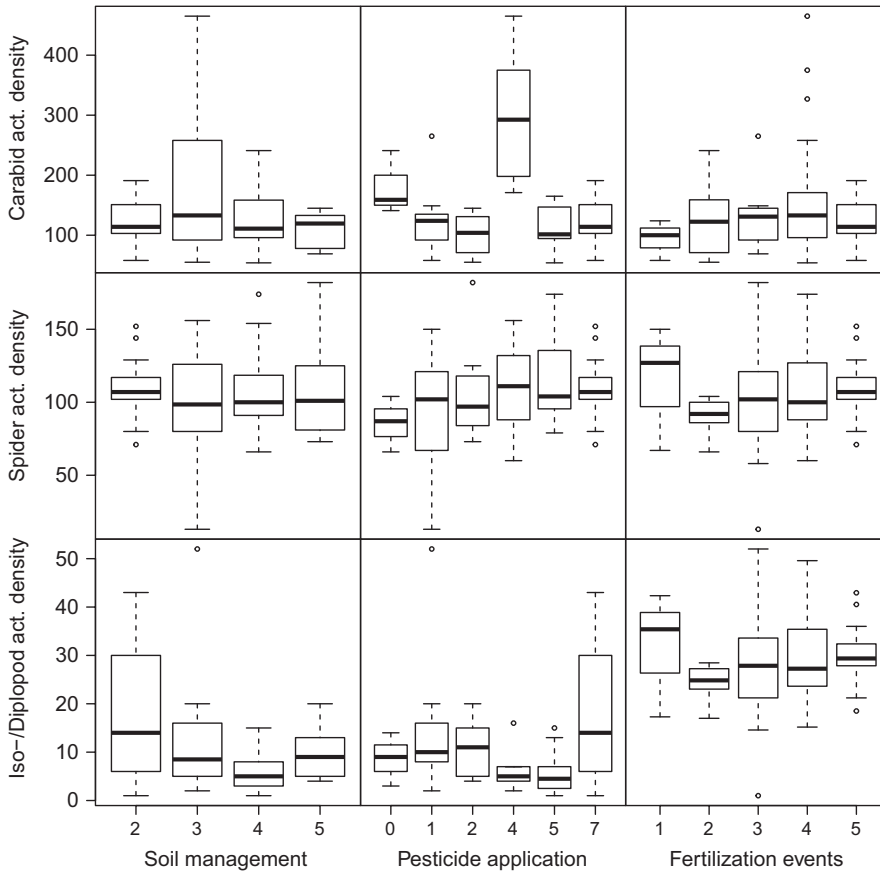 Carabid act. density
400
300
200
100
Spider act. density
150
100
50
Iso−/Diplopod act. density
50
40
30
20
10
0
2 3 4 5
0 1 2 4 5 7
1 2 3 4 5
Soil management
Pesticide application
Fertilization events